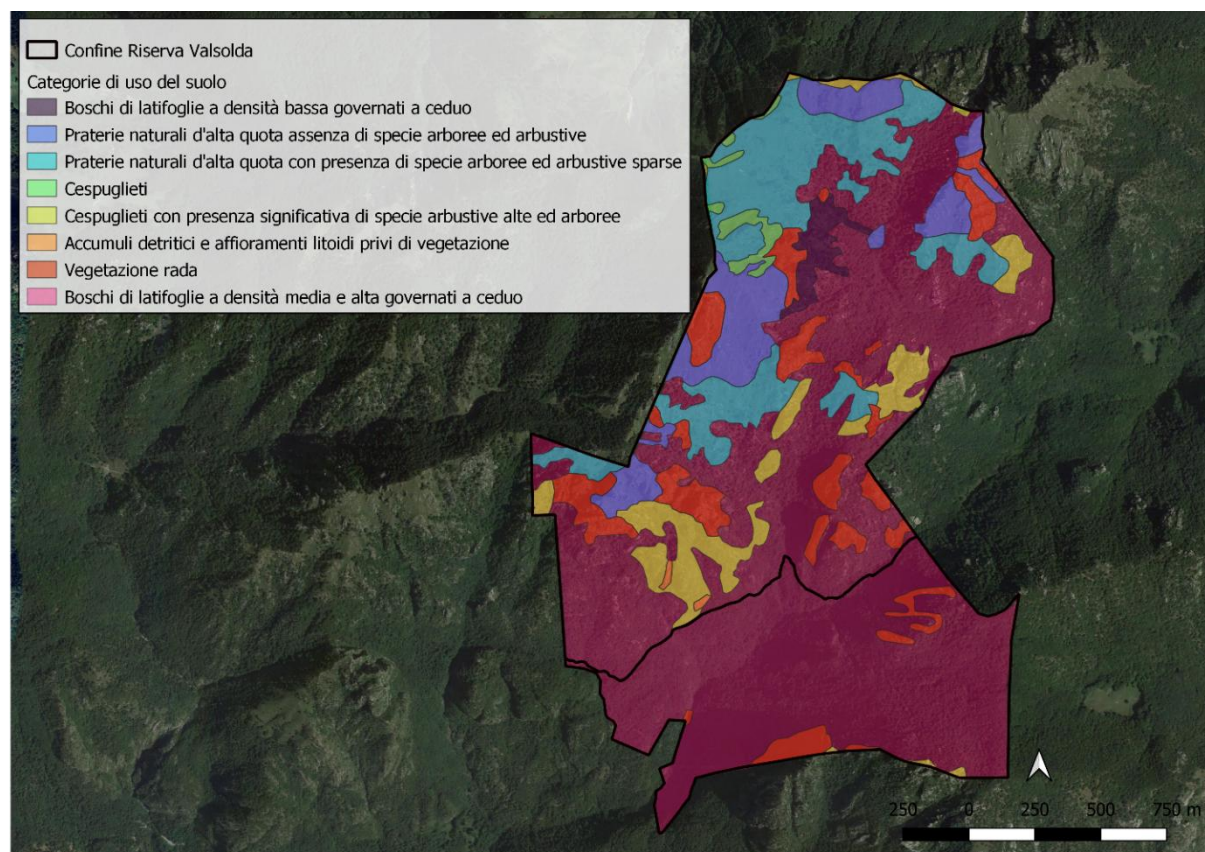 Confine Riserva Valsolda
Categorie di uso del suolo
Boschi di latifoglie a densità bassa governati a ceduo
Praterie naturali d'alta quota assenza di specie arboree ed arbustive
Praterie naturali d'alta quota con presenza di specie arboree ed arbustive sparse
Cespuglieti
Cespuglieti con presenza significativa di specie arbustive alte ed arboree
Accumuli detritici e affioramenti litoidi privi di vegetazione
Vegetazione rada
Boschi di latifoglie a densità media e alta governati a ceduo
250 0 250 500 750 m